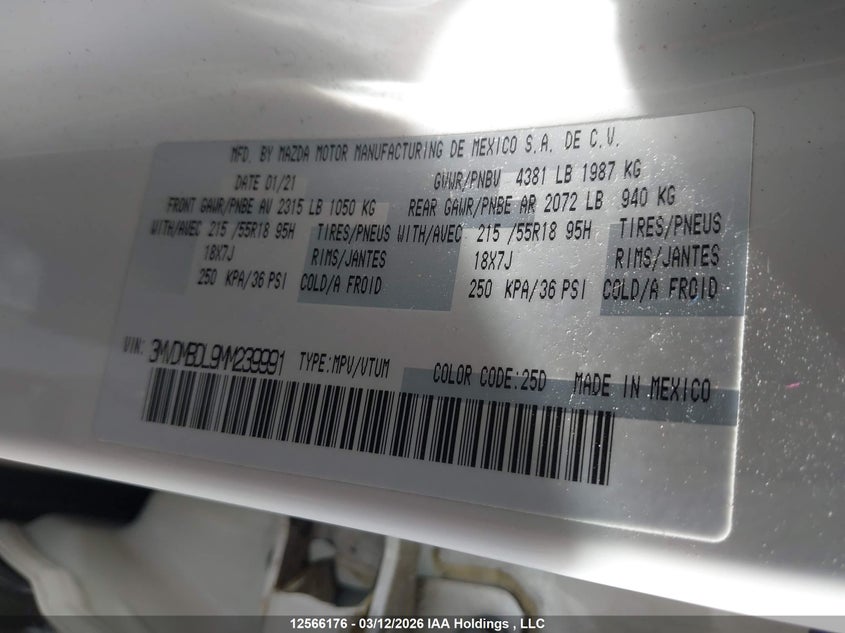 MFD. BY MAZDA MOTOR MANUFACTURING DE MEXICO S.A. DE C.V.
DATE 01/21 GVWR/PNBV 4381 LB 1987 KG
FRONT GAWR/PNBE AV 2315 LB 1050 KG REAR GAWR/PNBE AR 2072 LB 940 KG
WITH/AVEC 215 /55R18 95H TIRES/PNEUS WITH/AVEC 215 /55R18 95H TIRES/PNEUS
18X7J RIMS/JANTES 18X7J RIMS/JANTES
250 KPA/36 PSI COLD/A FROID 250 KPA/36 PSI COLD/A FROID
VIN: 3MVDMBDL9MM239991 TYPE:MPV/VTUM COLOR CODE:25D MADE IN MEXICO
12566176 - 03/12/2026 IAA Holdings , LLC